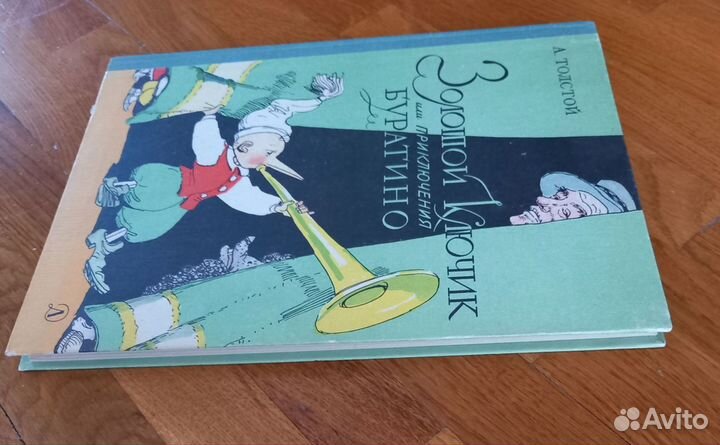 А. ТОЛСТОЙ
ЗОЛОТОЙ КЛЮЧИК
или ПРИКЛЮЧЕНИЯ
БУРАТИНО
Avito